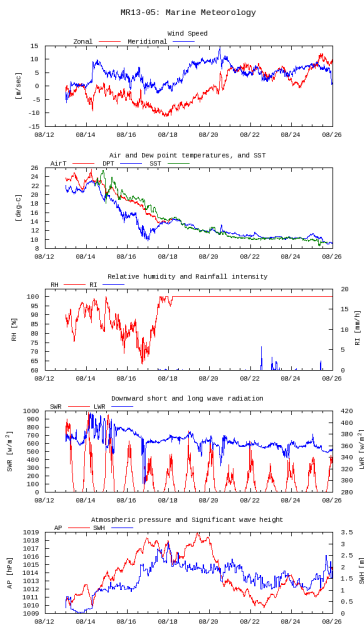 MR13-05: Marine Meteorology
Wind Speed
Zonal Meridional
[m/sec]
15
10
5
0
-5
-10
-15
08/12 08/14 08/16 08/18 08/20 08/22 08/24 08/26
Air and Dew point temperatures, and SST
AirT DPT SST
[deg-C]
26
24
22
20
18
16
14
12
10
8
08/12 08/14 08/16 08/18 08/20 08/22 08/24 08/26
Relative humidity and Rainfall intensity
RH RI
RH [%]
100
95
90
85
80
75
70
65
60
20
15
10
5
0
RI [mm/h]
08/12 08/14 08/16 08/18 08/20 08/22 08/24 08/26
Downward short and long wave radiation
SWR LWR
SWR [w/m²]
1000
900
800
700
600
500
400
300
200
100
0
420
400
380
360
340
320
300
280
LWR [w/m²]
08/12 08/14 08/16 08/18 08/20 08/22 08/24 08/26
Atmospheric pressure and Significant wave height
AP SWH
AP [hPa]
1019
1018
1017
1016
1015
1014
1013
1012
1011
1010
1009
3.5
3
2.5
2
1.5
1
0.5
0
SWH [m]
08/12 08/14 08/16 08/18 08/20 08/22 08/24 08/26